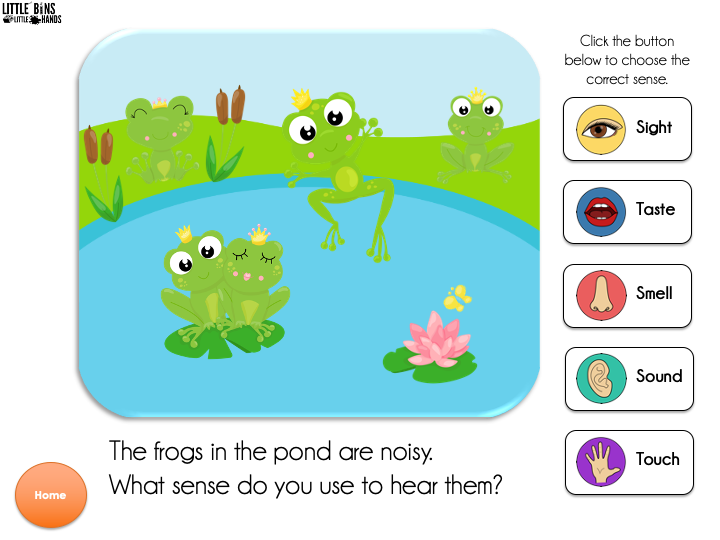 LITTLE BINS
LITTLE HANDS
Click the button
below to choose the
correct sense.
Sight
Taste
Smell
Sound
Touch
The frogs in the pond are noisy.
What sense do you use to hear them?
Home